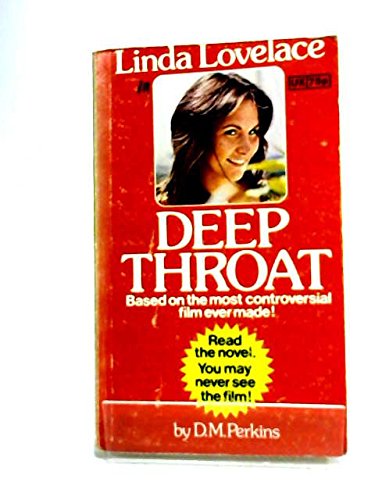 Linda Lovelace
in
DEEP
THROAT
Based on the most controversial
film ever made!
Read
the novel.
You may
never see
the film!
by D.M.Perkins